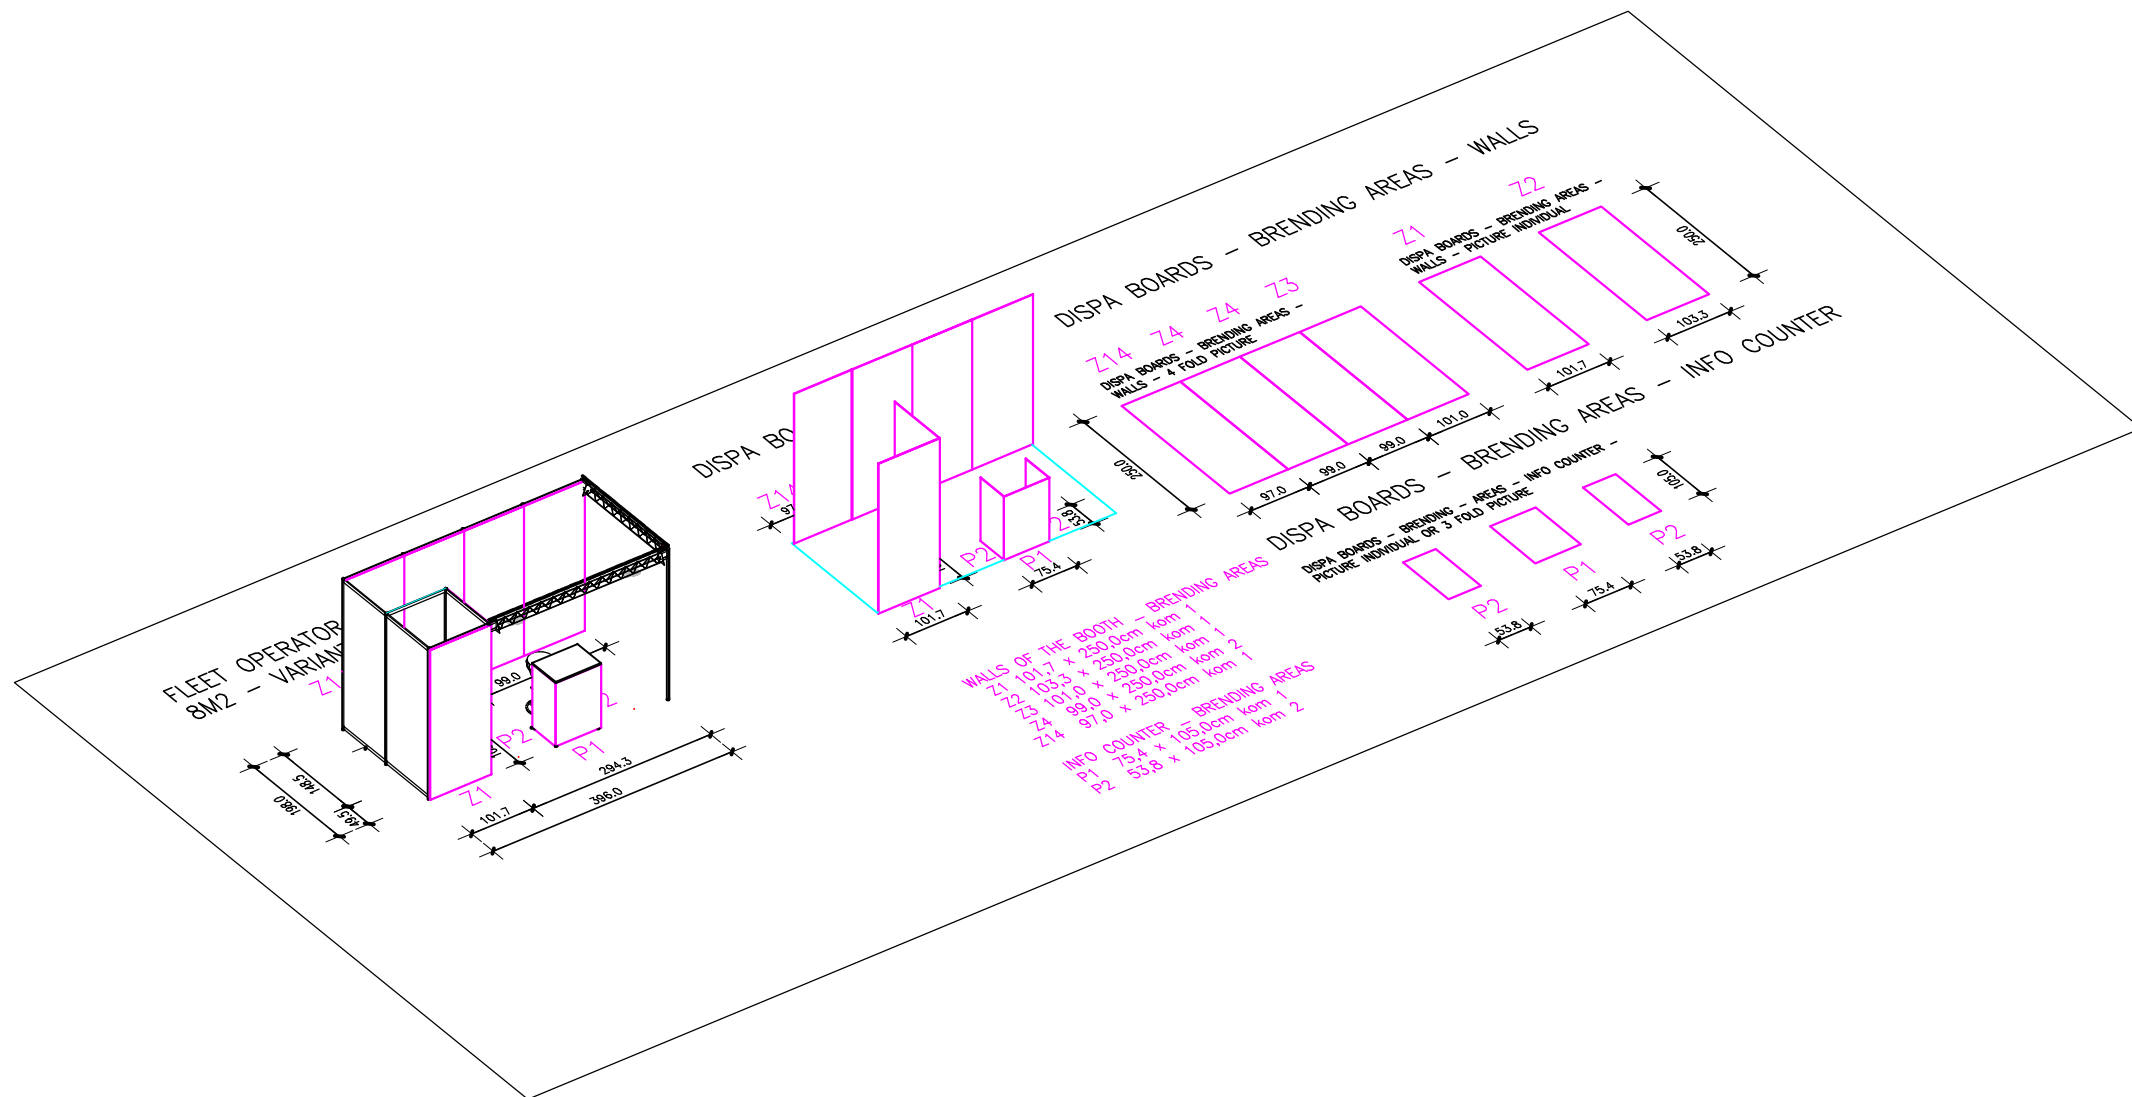 FLEET OPERATOR
8M2 - VARIANT
Z1
99.0
2
P2
P1
Z1
294.3
101.7
396.0
148.5
198.0
49.5
DISPA BO
Z14
97
53.8
2
P2
P1
75.4
Z1
101.7
DISPA BOARDS - BRENDING AREAS - WALLS
Z14 Z4 Z4 Z3
DISPA BOARDS - BRENDING AREAS -
WALLS - 4 FOLD PICTURE
250.0
97.0
99.0
99.0
101.0
Z1
Z2
DISPA BOARDS - BRENDING AREAS -
WALLS - PICTURE INDIVIDUAL
250.0
101.7
103.3
DISPA BOARDS - BRENDING AREAS - INFO COUNTER
DISPA BOARDS - BRENDING - AREAS - INFO COUNTER -
PICTURE INDIVIDUAL OR 3 FOLD PICTURE
105.0
P2
P1
P2
53.8
75.4
53.8
WALLS OF THE BOOTH - BRENDING AREAS
Z1 101,7 x 250,0cm kom 1
Z2 103,3 x 250,0cm kom 1
Z3 101,0 x 250,0cm kom 1
Z4 99,0 x 250,0cm kom 2
Z14 97,0 x 250,0cm kom 1
INFO COUNTER - BRENDING AREAS
P1 75,4 x 105,0cm kom 1
P2 53,8 x 105,0cm kom 2